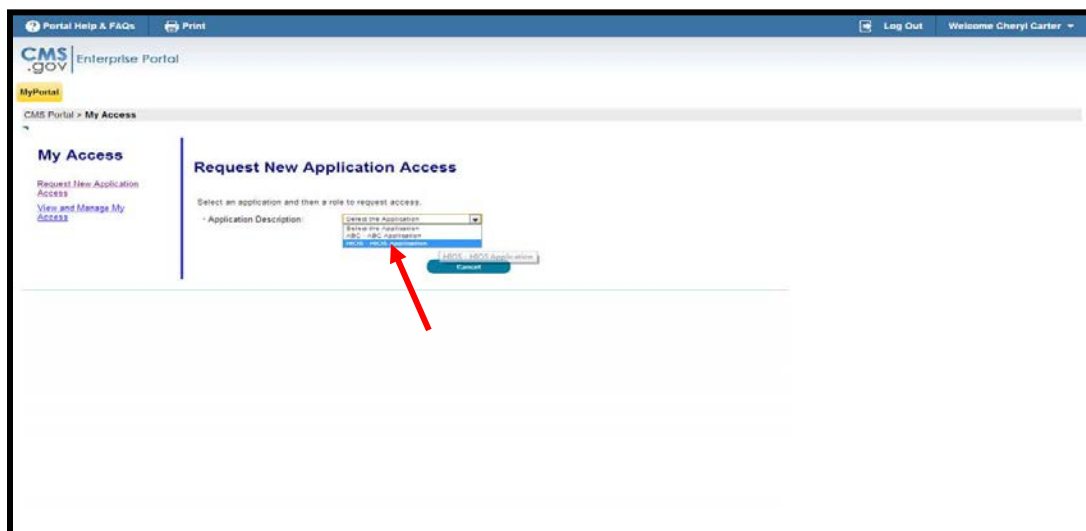 Portal Help & FAQs Print Log Out Welcome Cheryl Carter
CMS .gov Enterprise Portal
MyPortal
CMS Portal > My Access
My Access
Request New Application
Access
View and Manage My
Access
Request New Application Access
Select an application and then a role to request access.
Application Description:
Select the Application
Select the Application
ABC - ABC Application
HIOS - HIOS Application
HIOS - HIOS Application
Cancel